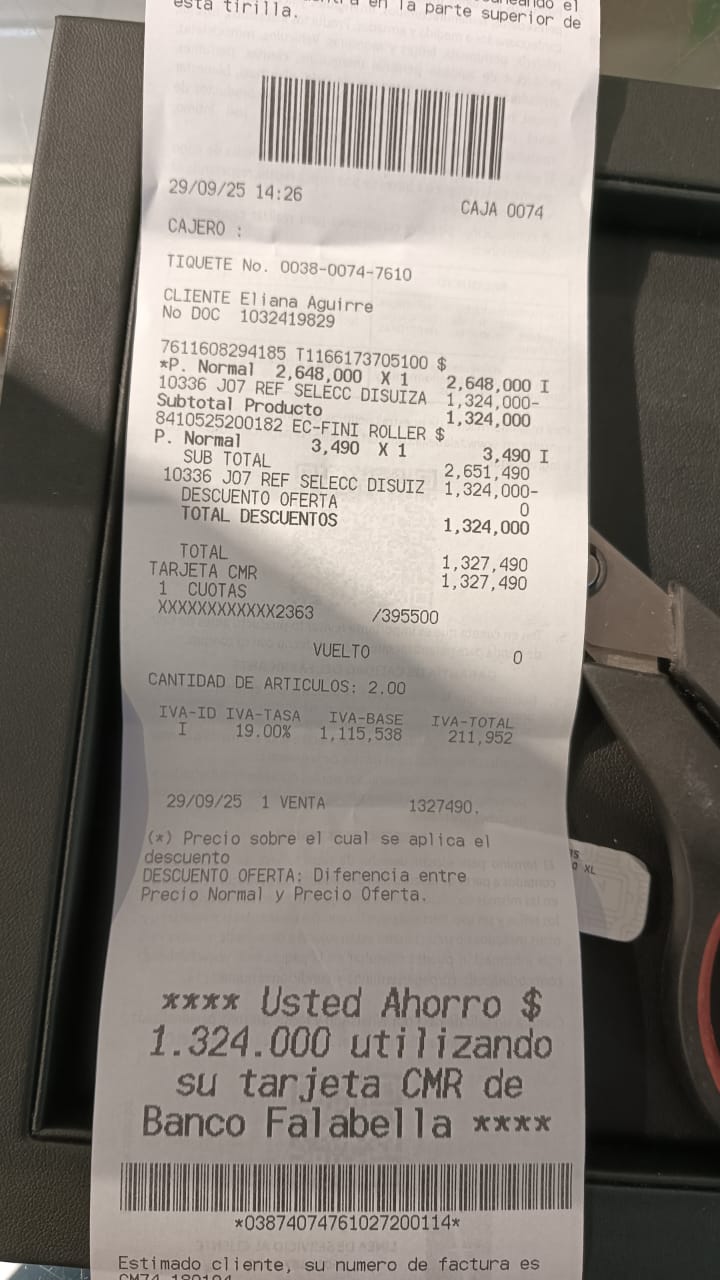 esta tirilla. en la parte superior de
29/09/25 14:26 CAJA 0074
CAJERO :
TIQUETE No. 0038-0074-7610
CLIENTE Eliana Aguirre
No DOC 1032419829
7611608294185 T1166173705100 $
*P. Normal 2,648,000 X 1 2,648,000 I
10336 J07 REF SELECC DISUIZA 1,324,000-
Subtotal Producto 1,324,000
8410525200182 EC-FINI ROLLER $
P. Normal 3,490 X 1 3,490 I
SUB TOTAL 2,651,490
10336 J07 REF SELECC DISUIZ 1,324,000-
DESCUENTO OFERTA 0
TOTAL DESCUENTOS 1,324,000
TOTAL 1,327,490
TARJETA CMR 1,327,490
1 CUOTAS
XXXXXXXXXXXX2363 /395500
VUELTO 0
CANTIDAD DE ARTICULOS: 2.00
IVA-ID IVA-TASA IVA-BASE IVA-TOTAL
I 19.00% 1,115,538 211,952
29/09/25 1 VENTA 1327490.
(*) Precio sobre el cual se aplica el
descuento
DESCUENTO OFERTA: Diferencia entre
Precio Normal y Precio Oferta.
**** Usted Ahorro $
1.324.000 utilizando
su tarjeta CMR de
Banco Falabella ****
*03874074761027200114*
Estimado cliente, su numero de factura es
XL